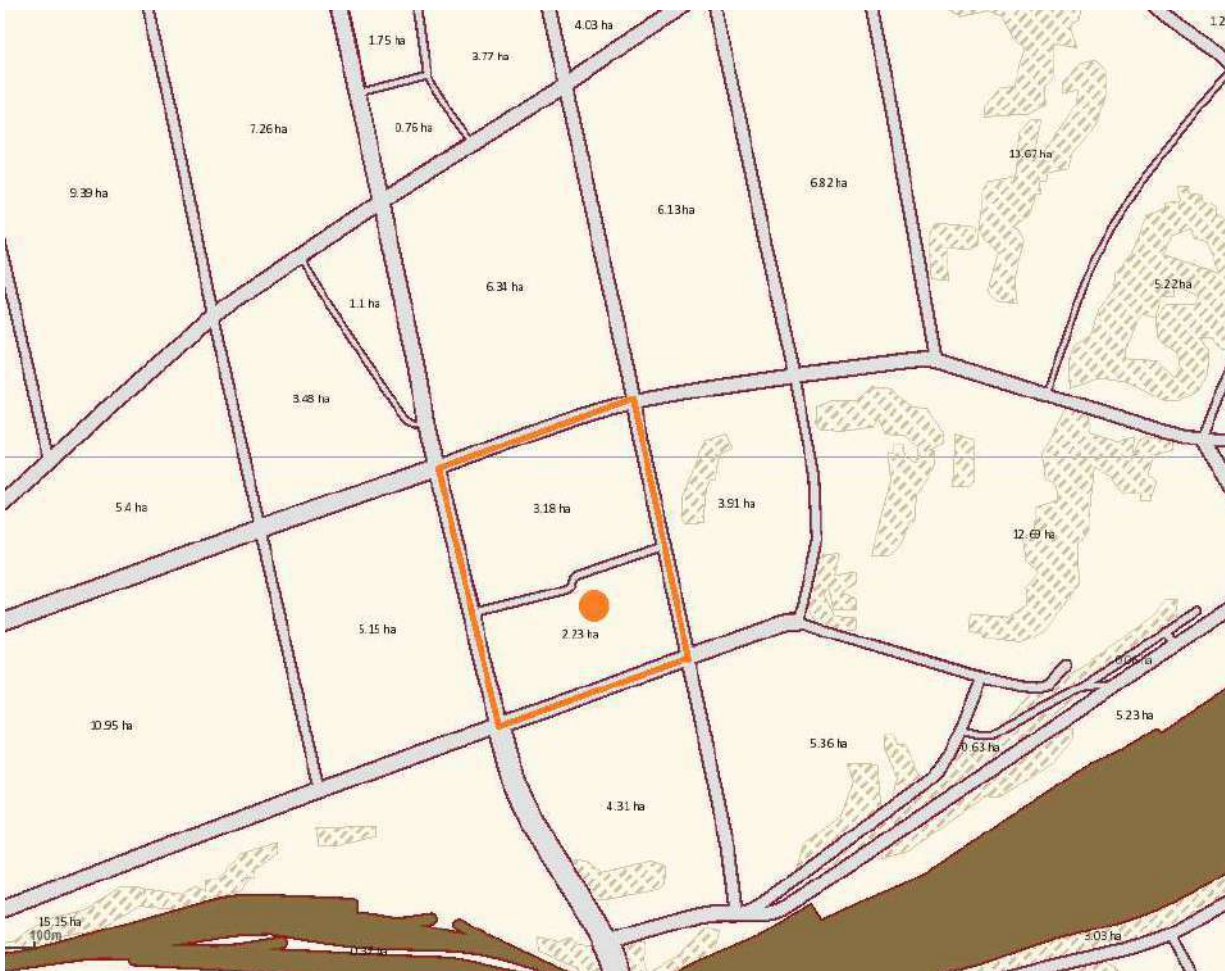 4.03 ha
1.2
1.75 ha
3.77 ha
7.26 ha
0.76 ha
13.67 ha
9.39 ha
6.82 ha
6.13 ha
6.34 ha
5.22 ha
1.1 ha
3.48 ha
5.4 ha
3.18 ha
3.91 ha
12.69 ha
5.15 ha
2.23 ha
10.95 ha
5.23 ha
5.36 ha
0.63 ha
4.31 ha
15.15 ha
100m
3.03 ha